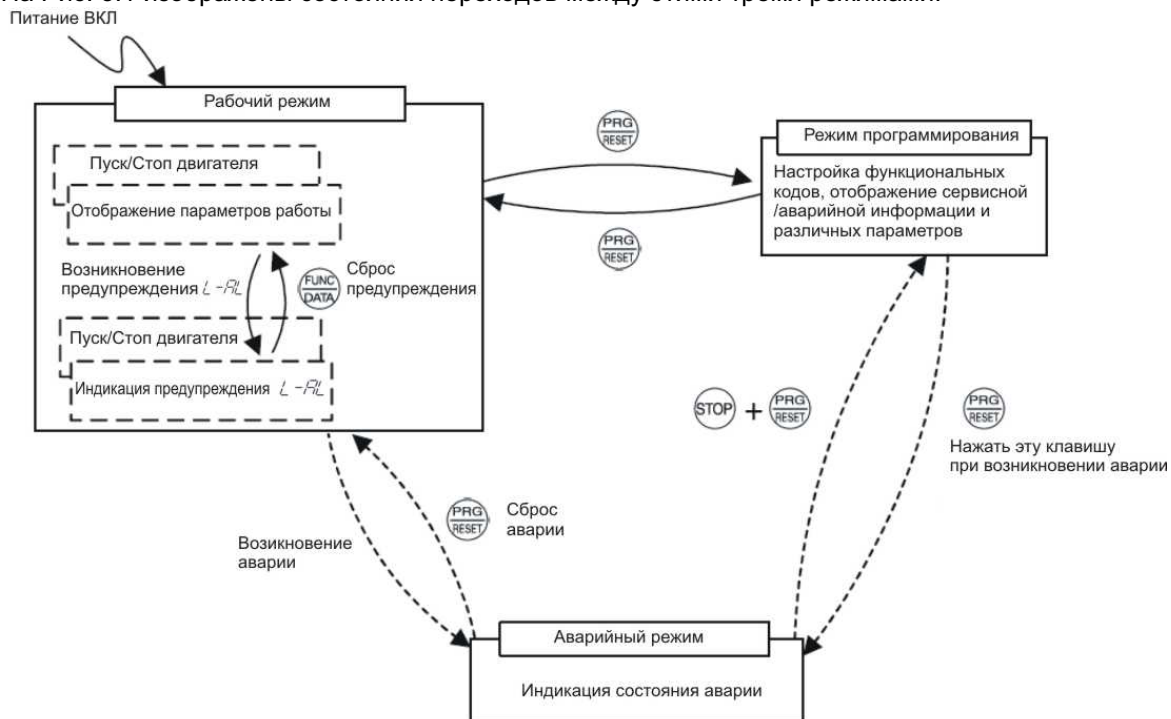 Питание ВКЛ
Рабочий режим
Пуск/Стоп двигателя
Отображение параметров работы
Возникновение
предупреждения L-AL
FUNC
DATA
Сброс
предупреждения
Пуск/Стоп двигателя
Индикация предупреждения L-AL
PRG
RESET
PRG
RESET
Режим программирования
Настройка функциональных
кодов, отображение сервисной
/аварийной информации и
различных параметров
STOP + PRG
RESET
PRG
RESET
Нажать эту клавишу
при возникновении аварии
Возикновение
аварии
PRG
RESET
Сброс
аварии
Аварийный режим
Индикация состояния аварии